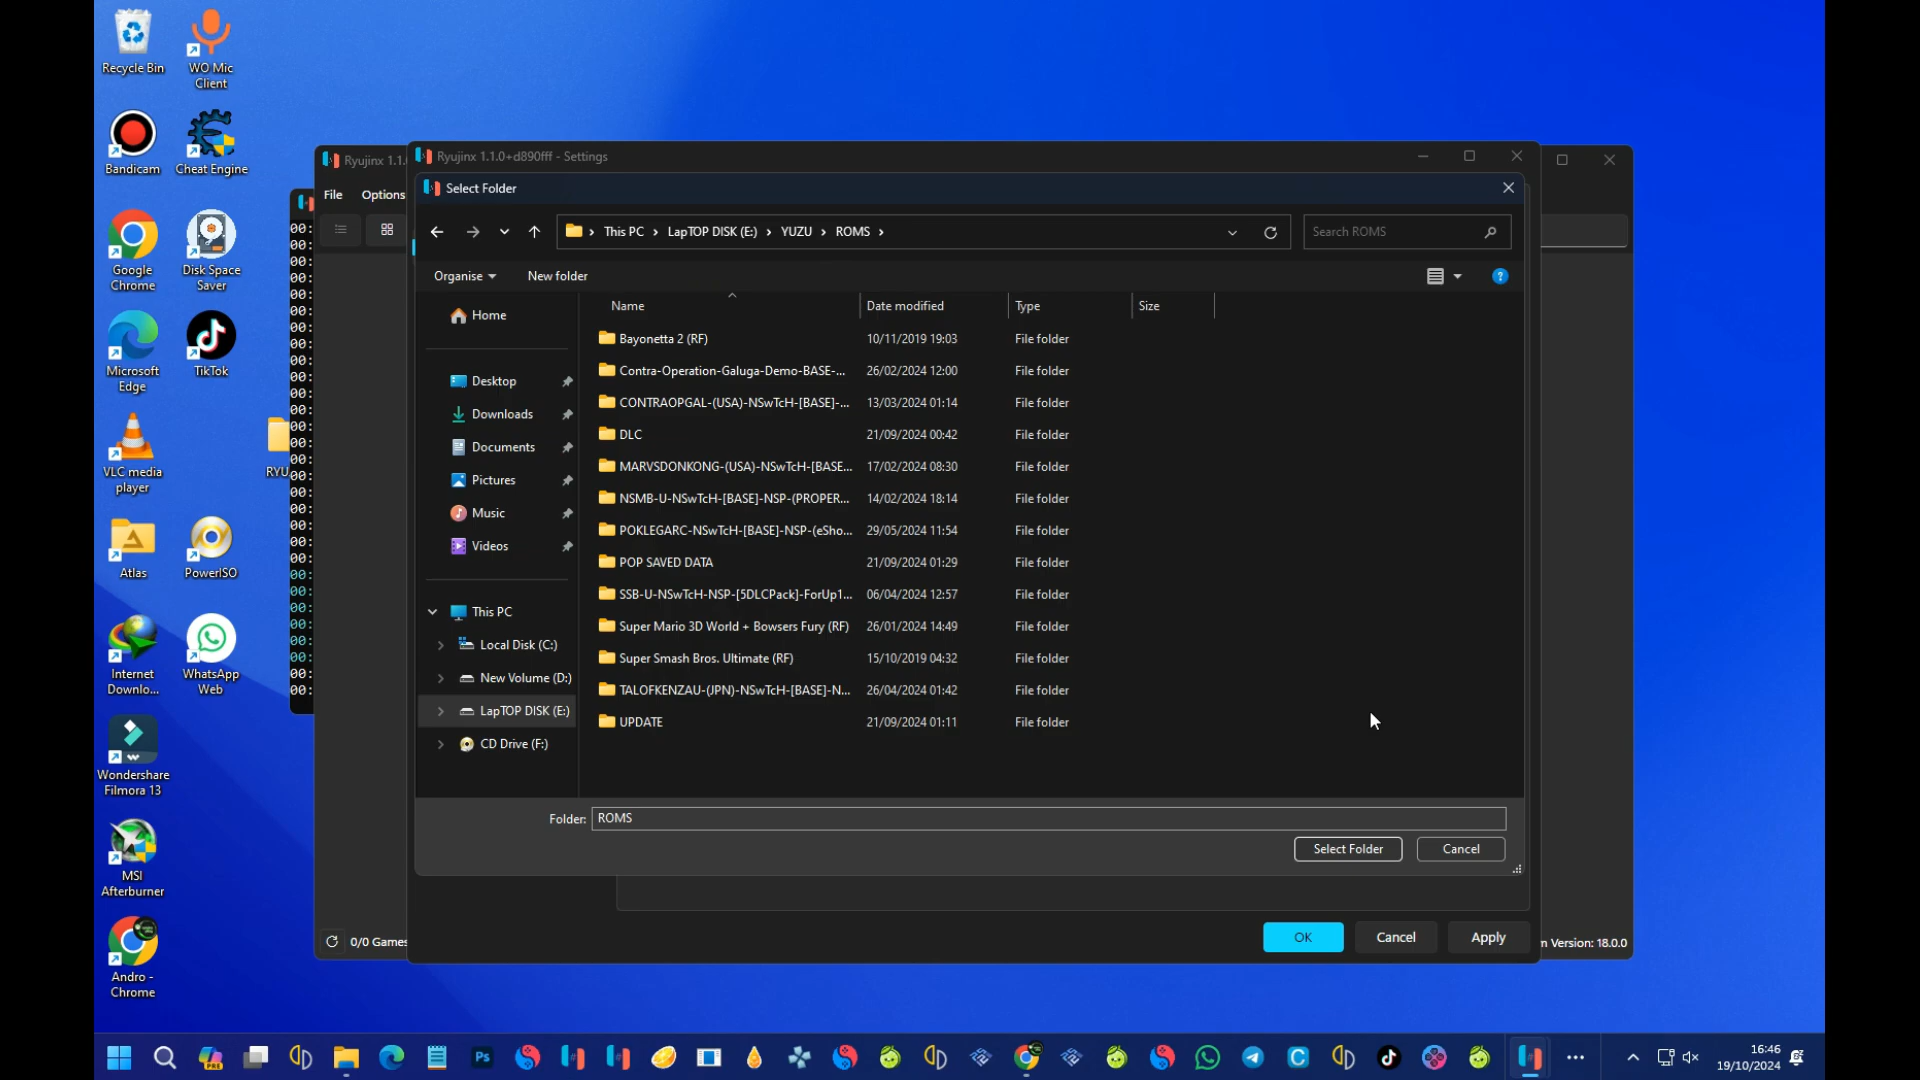 Recycle Bin
WO Mic
Client
Bandicam
Cheat Engine
Google
Chrome
Disk Space
Saver
Microsoft
Edge
TikTok
VLC media
player
RYU
Atlas
PowerISO
Internet
Downlo...
WhatsApp
Web
Wondershare
Filmora 13
MSI
Afterburner
Andro -
Chrome
Ryujinx 1.1.
File
Options
0/0 Games
Ryujinx 1.1.0+d890fff - Settings
Select Folder
This PC > LapTOP DISK (E:) > YUZU > ROMS >
Search ROMS
Organise
New folder
Home
Desktop
Downloads
Documents
Pictures
Music
Videos
This PC
Local Disk (C:)
New Volume (D:)
LapTOP DISK (E:)
CD Drive (F:)
Name Date modified Type Size
Bayonetta 2 (RF) 10/11/2019 19:03 File folder
Contra-Operation-Galuga-Demo-BASE-... 26/02/2024 12:00 File folder
CONTRAOPGAL-(USA)-NSwTcH-[BASE]-... 13/03/2024 01:14 File folder
DLC 21/09/2024 00:42 File folder
MARVSDONKONG-(USA)-NSwTcH-[BASE... 17/02/2024 08:30 File folder
NSMB-U-NSwTcH-[BASE]-NSP-(PROPER... 14/02/2024 18:14 File folder
POKLEGARC-NSwTcH-[BASE]-NSP-(eSho... 29/05/2024 11:54 File folder
POP SAVED DATA 21/09/2024 01:29 File folder
SSB-U-NSwTcH-NSP-[5DLCPack]-ForUp1... 06/04/2024 12:57 File folder
Super Mario 3D World + Bowsers Fury (RF) 26/01/2024 14:49 File folder
Super Smash Bros. Ultimate (RF) 15/10/2019 04:32 File folder
TALOFKENZAU-(JPN)-NSwTcH-[BASE]-N... 26/04/2024 01:42 File folder
UPDATE 21/09/2024 01:11 File folder
Folder: ROMS
Select Folder
Cancel
OK
Cancel
Apply
n Version: 18.0.0
16:46
19/10/2024